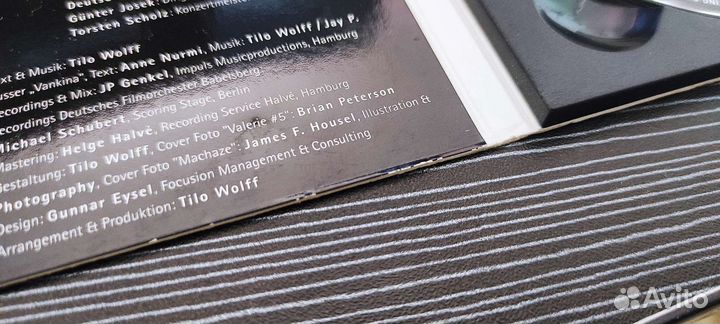 Deutsc
Günter Josek: Konzertmeister
Torsten Scholz:
ext & Musik: Tilo Wolff
usser „Vankina", Text: Anne Nurmi, Musik: Tilo Wolff / Jay P.
ecordings & Mix: JP Genkel, Impuls Musicproductions, Hamburg
ecordings Deutsches Filmorchester Babelsberg:
Michael Schubert, Scoring Stage, Berlin
Mastering: Helge Halvé, Recording Service Halvé, Hamburg
Gestaltung: Tilo Wolff, Cover Foto "Valerie #5": Brian Peterson
Photography, Cover Foto "Machaze": James F. Housel, Illustration &
Design: Gunnar Eysel, Focusion Management & Consulting
Arrangement & Produktion: Tilo Wolff
Avito